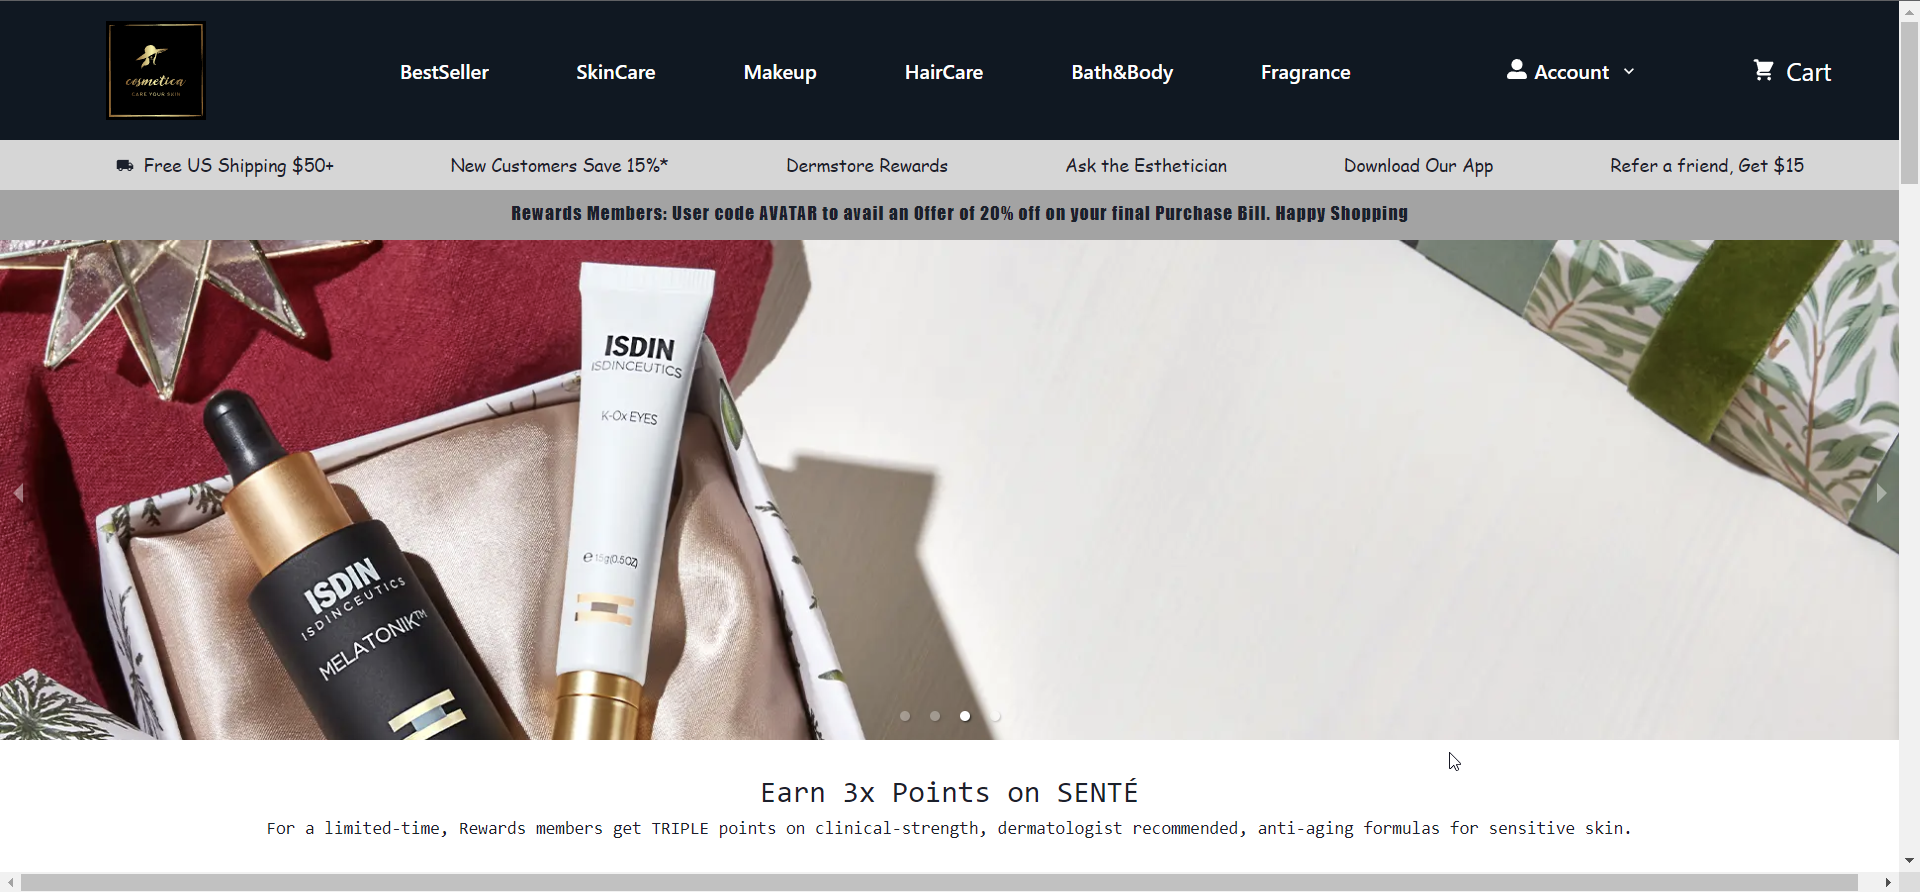 cosmetica
CARE YOUR SKIN
BestSeller
SkinCare
Makeup
HairCare
Bath&Body
Fragrance
Account
Cart
Free US Shipping $50+
New Customers Save 15%*
Dermstore Rewards
Ask the Esthetician
Download Our App
Refer a friend, Get $15
Rewards Members: User code AVATAR to avail an Offer of 20% off on your final Purchase Bill. Happy Shopping
ISDIN
ISDINCEUTICS
K-Ox EYES
e 15g(0.5OZ)
ISDIN
ISDINCEUTICS
MELATONIK™
Earn 3x Points on SENTÉ
For a limited-time, Rewards members get TRIPLE points on clinical-strength, dermatologist recommended, anti-aging formulas for sensitive skin.